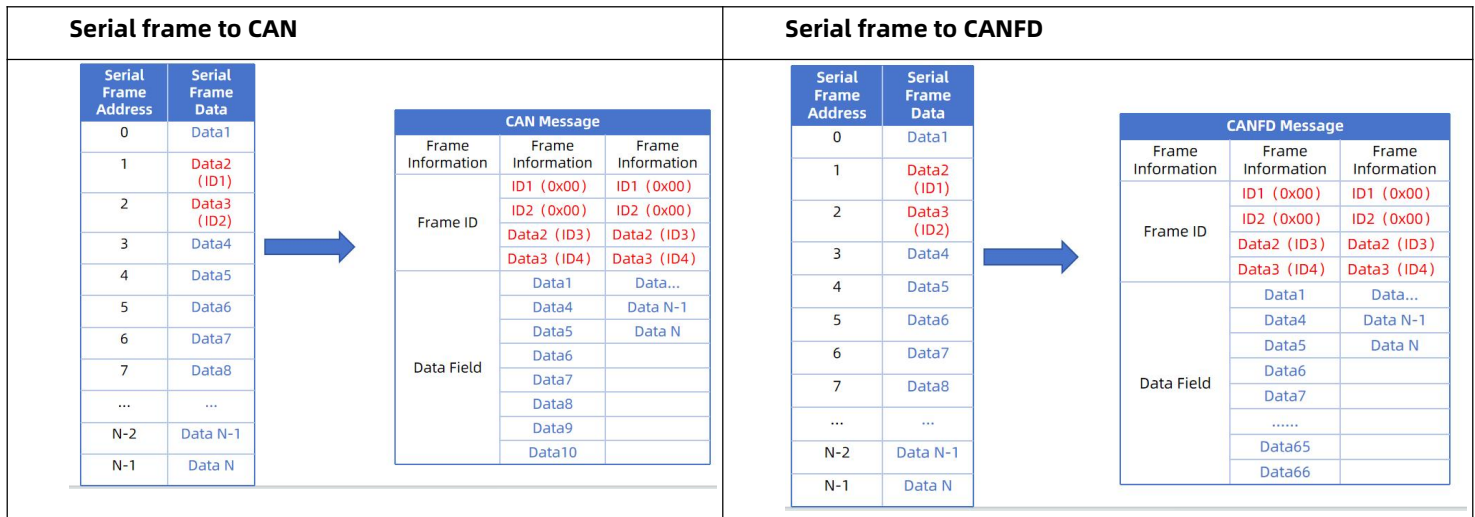 Serial frame to CAN
Serial frame to CANFD
Serial
Frame
Address
Serial
Frame
Data
0 Data1
1 Data2
(ID1)
2 Data3
(ID2)
3 Data4
4 Data5
5 Data6
6 Data7
7 Data8
... ...
N-2 Data N-1
N-1 Data N
CAN Message
Frame
Information
Frame
Information
Frame
Information
Frame ID
ID1（0x00） ID1（0x00）
ID2（0x00） ID2（0x00）
Data2（ID3） Data2（ID3）
Data3（ID4） Data3（ID4）
Data Field
Data1 Data...
Data4 Data N-1
Data5 Data N
Data6
Data7
Data8
Data9
Data10
Serial
Frame
Address
Serial
Frame
Data
0 Data1
1 Data2
(ID1)
2 Data3
(ID2)
3 Data4
4 Data5
5 Data6
6 Data7
7 Data8
... ...
N-2 Data N-1
N-1 Data N
CANFD Message
Frame
Information
Frame
Information
Frame
Information
Frame ID
ID1（0x00） ID1（0x00）
ID2（0x00） ID2（0x00）
Data2（ID3） Data2（ID3）
Data3（ID4） Data3（ID4）
Data Field
Data1 Data...
Data4 Data N-1
Data5 Data N
Data6
Data7
......
Data65
Data66